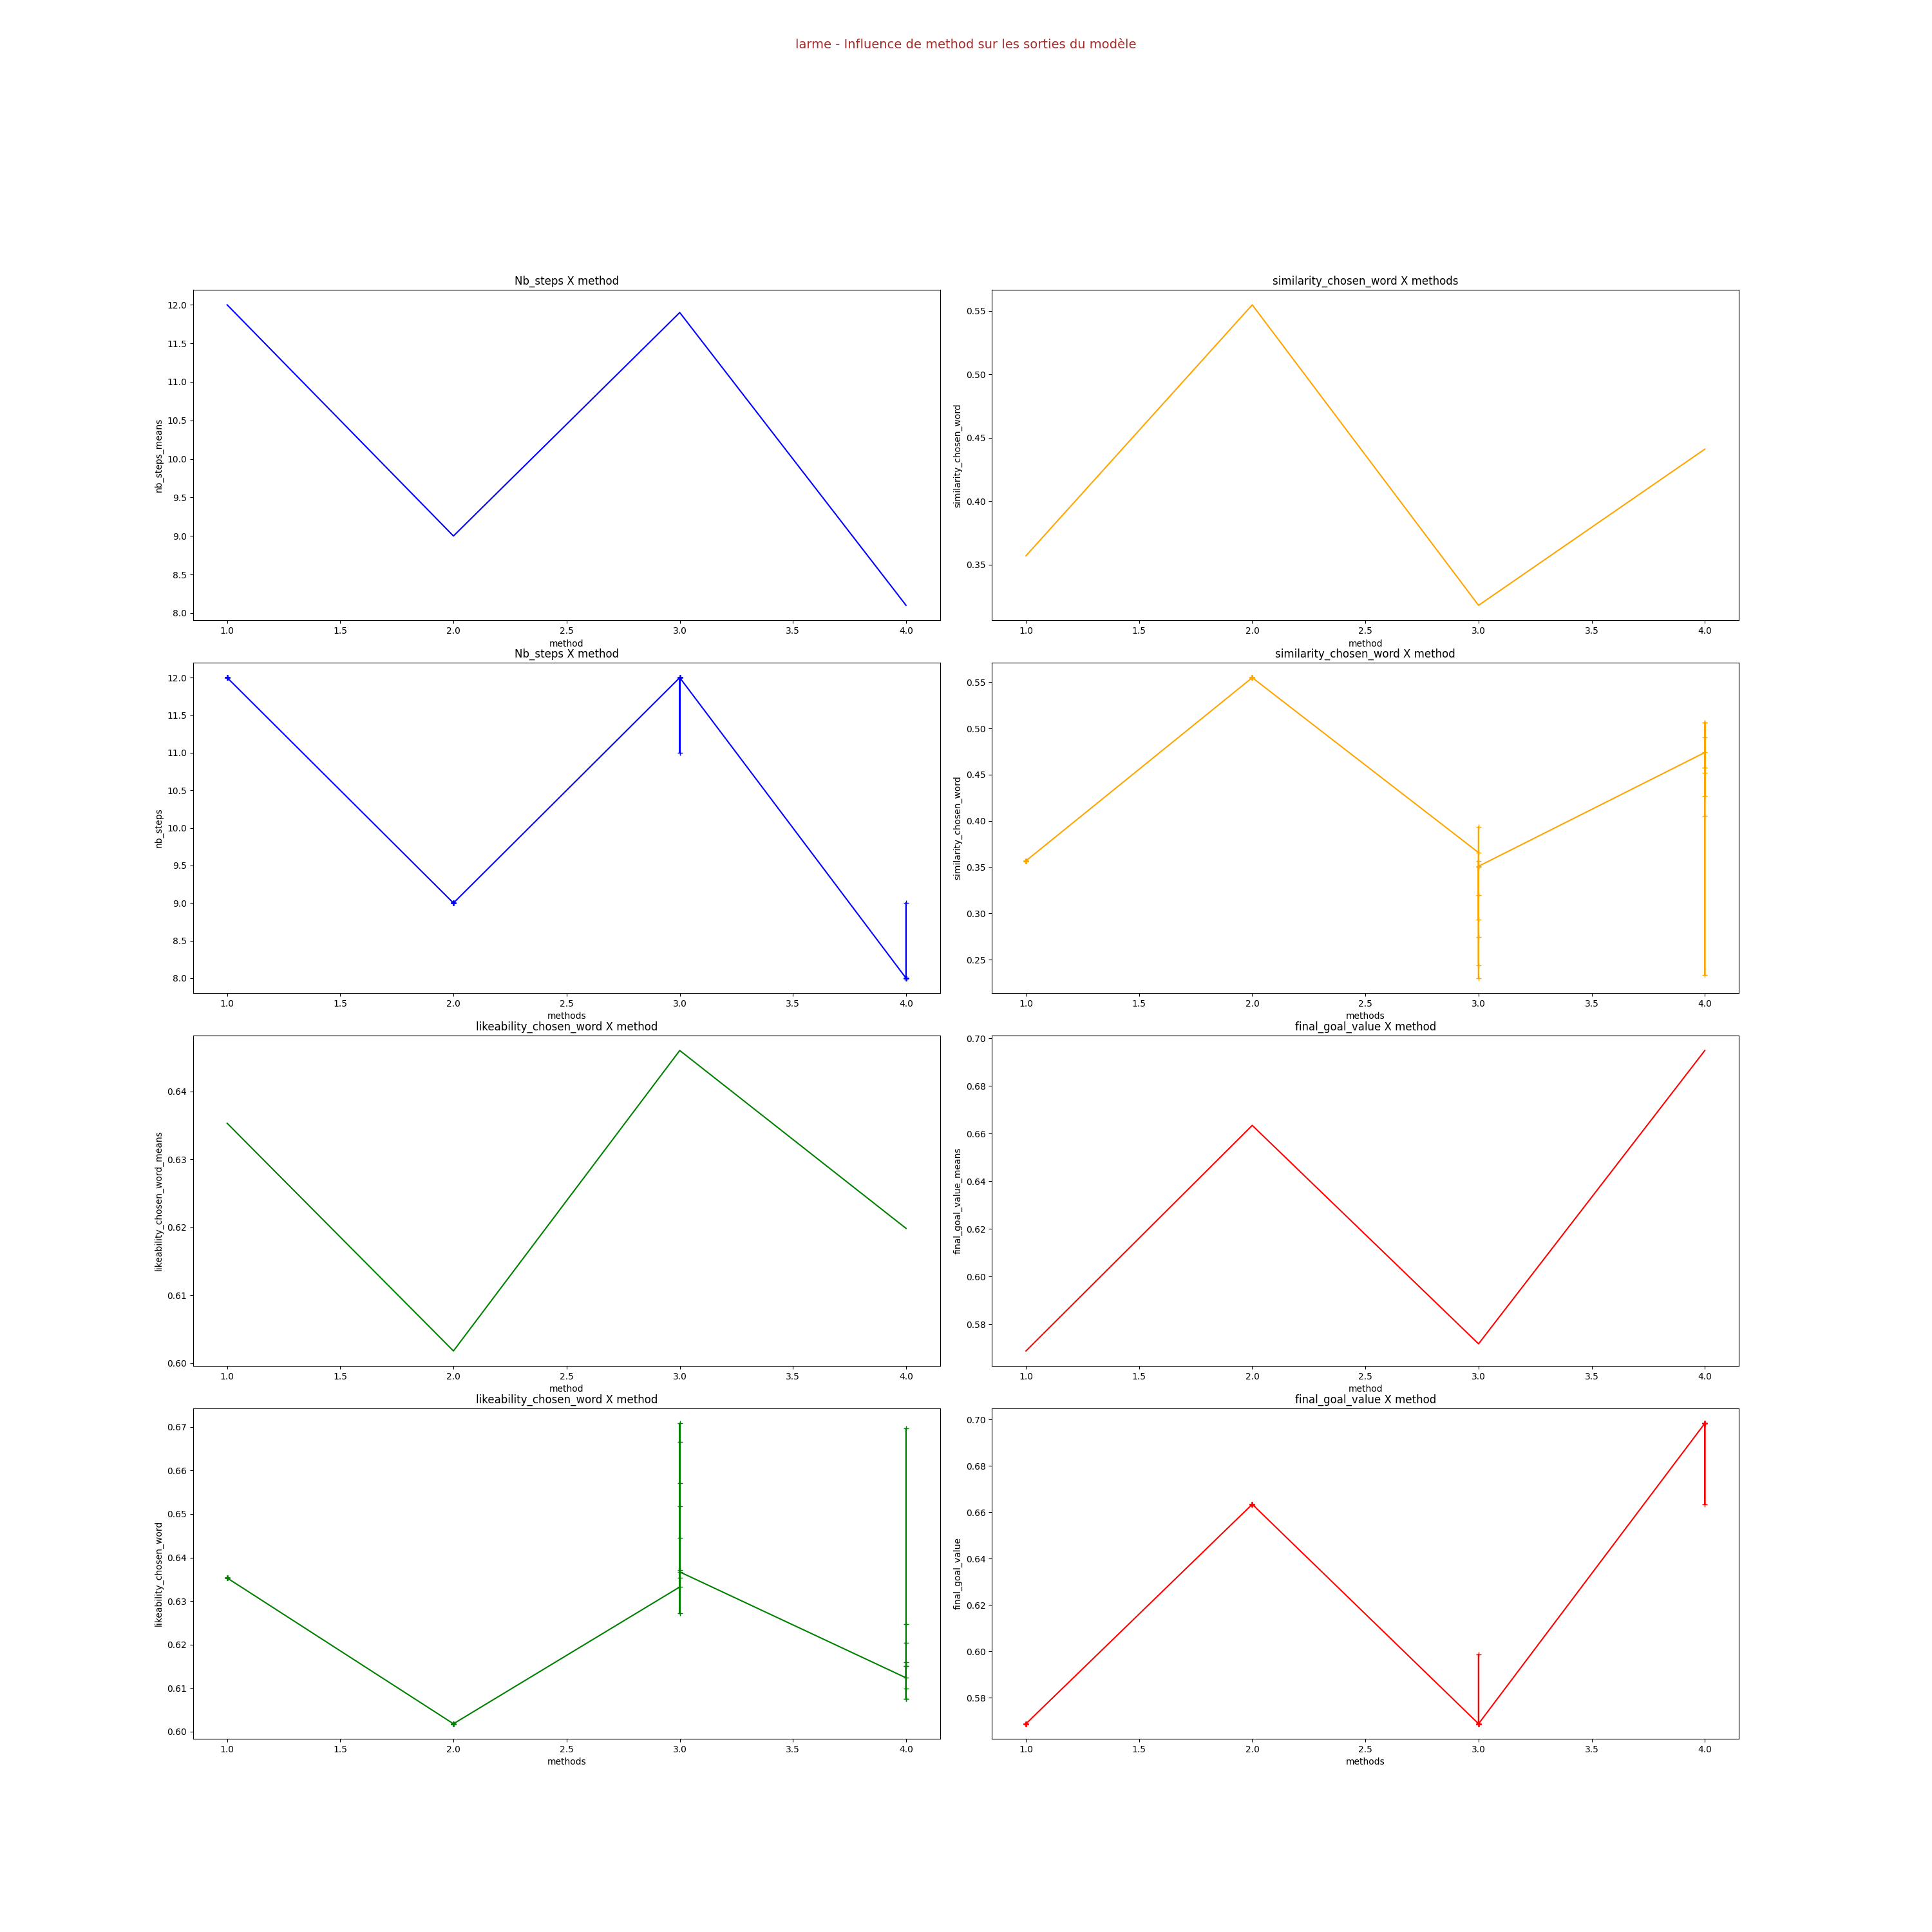 larme - Influence de method sur les sorties du modèle
Nb_steps X method
nb_steps_means
12.0
11.5
11.0
10.5
10.0
9.5
9.0
8.5
8.0
1.0 1.5 2.0 2.5 3.0 3.5 4.0
method
similarity_chosen_word X methods
similarity_chosen_word
0.55
0.50
0.45
0.40
0.35
1.0 1.5 2.0 2.5 3.0 3.5 4.0
method
Nb_steps X method
nb_steps
12.0
11.5
11.0
10.5
10.0
9.5
9.0
8.5
8.0
1.0 1.5 2.0 2.5 3.0 3.5 4.0
methods
similarity_chosen_word X method
similarity_chosen_word
0.55
0.50
0.45
0.40
0.35
0.30
0.25
1.0 1.5 2.0 2.5 3.0 3.5 4.0
methods
likeability_chosen_word X method
likeability_chosen_word_means
0.64
0.63
0.62
0.61
0.60
1.0 1.5 2.0 2.5 3.0 3.5 4.0
method
final_goal_value X method
final_goal_value_means
0.70
0.68
0.66
0.64
0.62
0.60
0.58
1.0 1.5 2.0 2.5 3.0 3.5 4.0
method
likeability_chosen_word X method
likeability_chosen_word
0.67
0.66
0.65
0.64
0.63
0.62
0.61
0.60
1.0 1.5 2.0 2.5 3.0 3.5 4.0
methods
final_goal_value X method
final_goal_value
0.70
0.68
0.66
0.64
0.62
0.60
0.58
1.0 1.5 2.0 2.5 3.0 3.5 4.0
methods